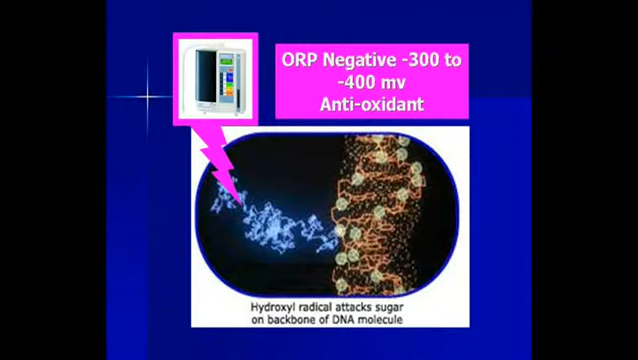 ORP Negative -300 to
-400 mv
Anti-oxidant
Hydroxyl radical attacks sugar
on backbone of DNA molecule